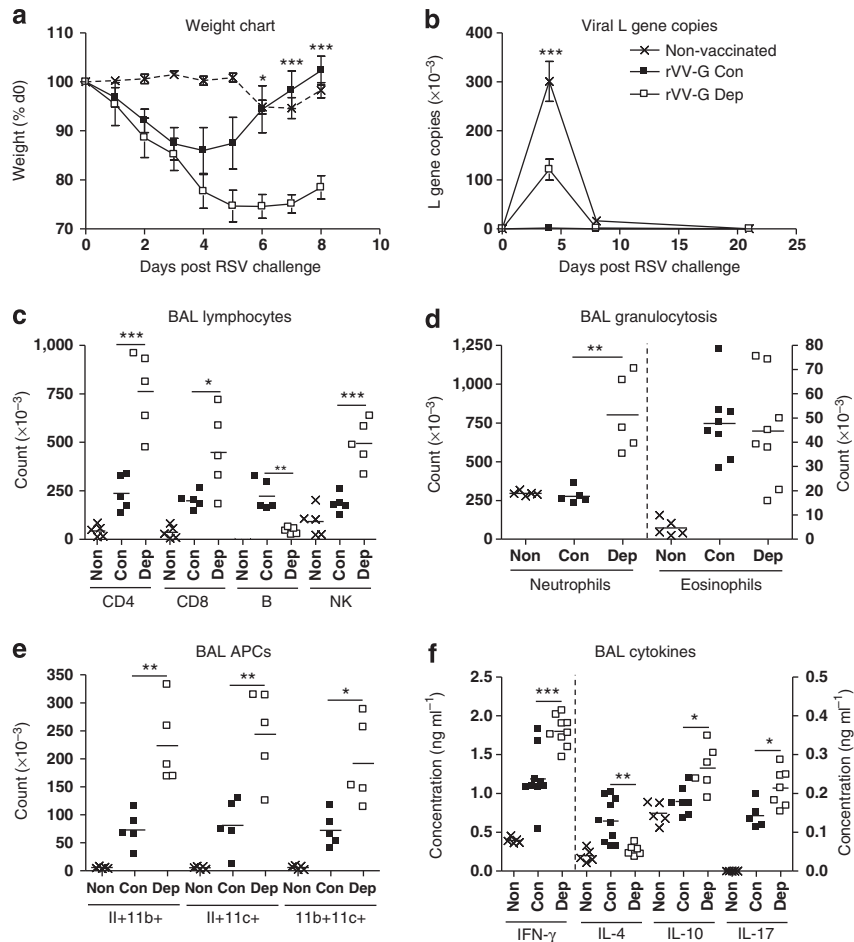 a
Weight chart
110
100
90
80
70
Weight (% d0)
*
***
***
0 2 4 6 8 10
Days post RSV challenge
b
Viral L gene copies
400
300
200
100
0
L gene copies (×10⁻³)
***
Non-vaccinated
rVV-G Con
rVV-G Dep
0 5 10 15 20 25
Days post RSV challenge
c
BAL lymphocytes
1,000
750
500
250
0
Count (×10⁻³)
***
*
**
***
Non Con Dep Non Con Dep Non Con Dep Non Con Dep
CD4 CD8 B NK
d
BAL granulocytosis
1,250
1,000
750
500
250
0
Count (×10⁻³)
**
80
70
60
50
40
30
20
10
0
Count (×10⁻³)
Non Con Dep Non Con Dep
Neutrophils Eosinophils
e
BAL APCs
350
300
250
200
150
100
50
0
Count (×10⁻³)
**
**
*
Non Con Dep Non Con Dep Non Con Dep
II+11b+ II+11c+ 11b+11c+
f
BAL cytokines
2.5
2.0
1.5
1.0
0.5
0.0
Concentration (ng ml⁻¹)
***
**
*
*
0.5
0.4
0.3
0.2
0.1
0.0
Concentration (ng ml⁻¹)
Non Con Dep Non Con Dep Non Con Dep Non Con Dep
IFN-γ IL-4 IL-10 IL-17